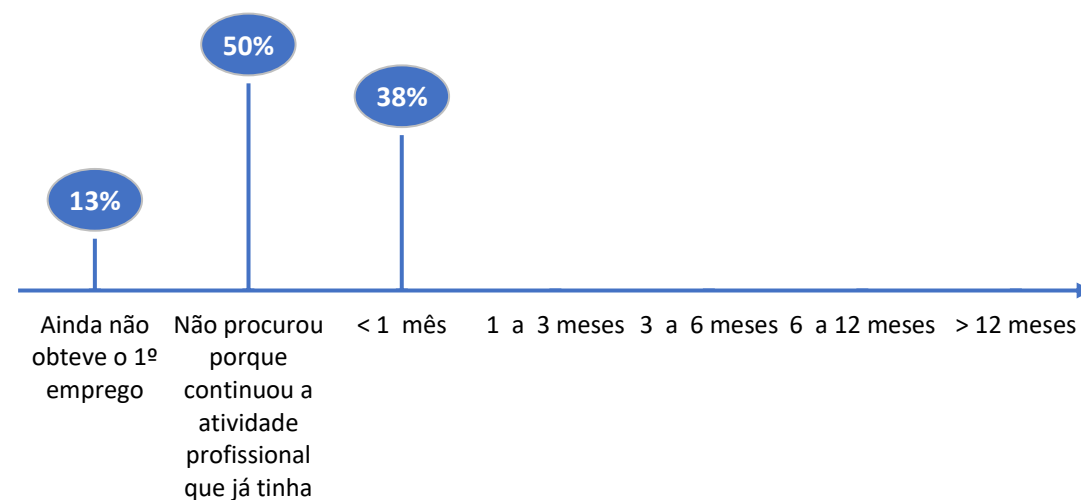 50%
38%
13%
Ainda não
obteve o 1º
emprego
Não procurou
porque
continuou a
atividade
profissional
que já tinha
< 1 mês
1 a 3 meses
3 a 6 meses
6 a 12 meses
> 12 meses